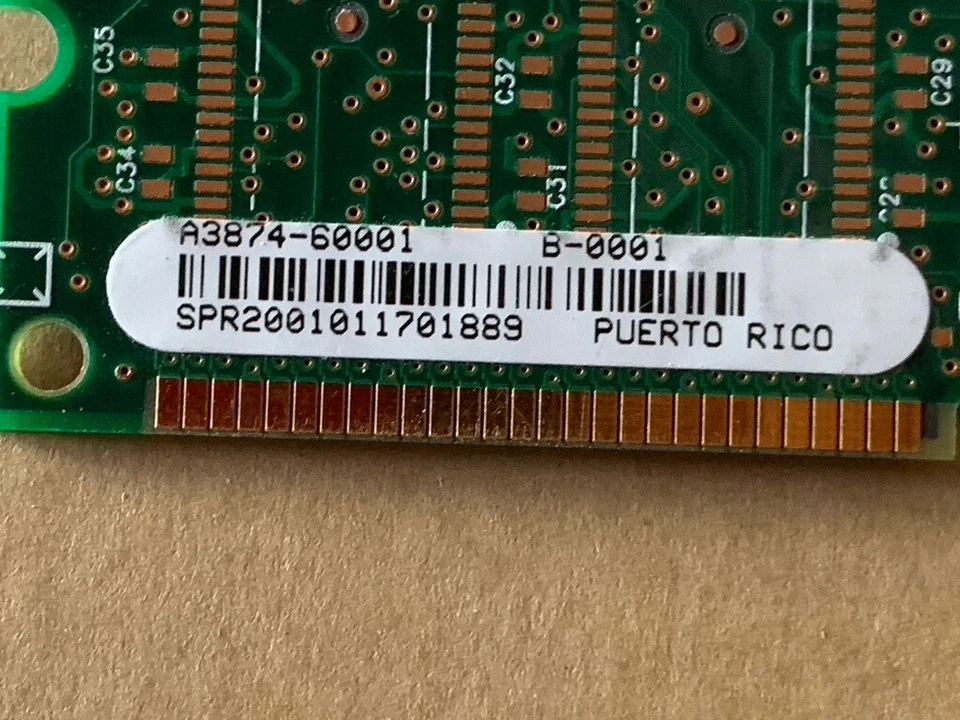 C35
C32
C29
C34
C31
A3874-60001 B-0001
SPR2001011701889 PUERTO RICO